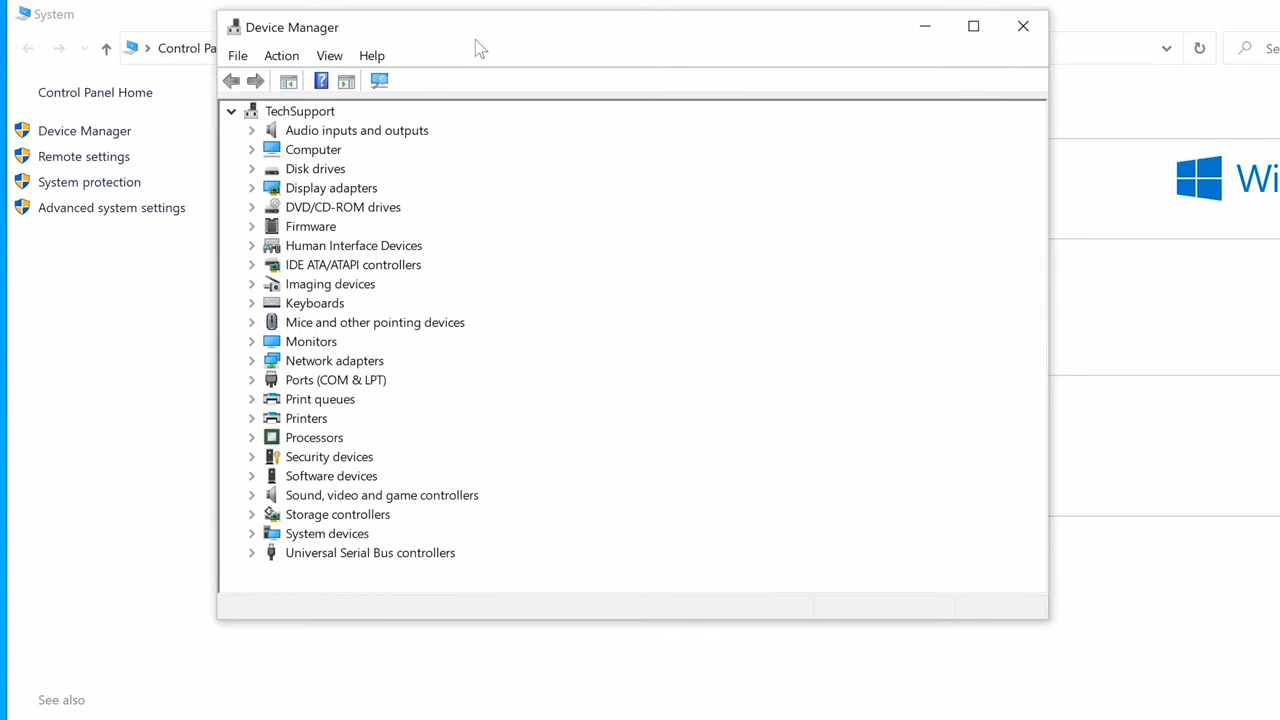 System
Device Manager
File Action View Help
Control Pa
Se
Control Panel Home
Device Manager
Remote settings
System protection
Advanced system settings
TechSupport
Audio inputs and outputs
Computer
Disk drives
Display adapters
DVD/CD-ROM drives
Firmware
Human Interface Devices
IDE ATA/ATAPI controllers
Imaging devices
Keyboards
Mice and other pointing devices
Monitors
Network adapters
Ports (COM & LPT)
Print queues
Printers
Processors
Security devices
Software devices
Sound, video and game controllers
Storage controllers
System devices
Universal Serial Bus controllers
Wi
See also